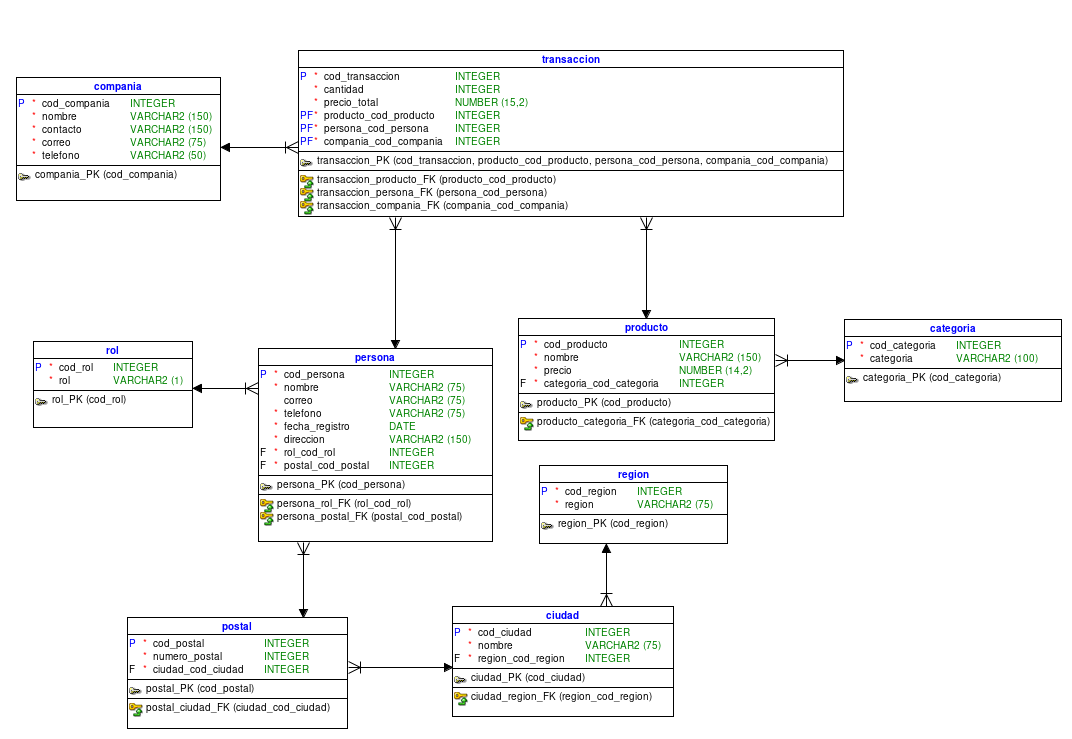 transaccion
P * cod_transaccion INTEGER
* cantidad INTEGER
* precio_total NUMBER (15,2)
PF* producto_cod_producto INTEGER
PF* persona_cod_persona INTEGER
PF* compania_cod_compania INTEGER
transaccion_PK (cod_transaccion, producto_cod_producto, persona_cod_persona, compania_cod_compania)
transaccion_producto_FK (producto_cod_producto)
transaccion_persona_FK (persona_cod_persona)
transaccion_compania_FK (compania_cod_compania)
compania
P * cod_compania INTEGER
* nombre VARCHAR2 (150)
* contacto VARCHAR2 (150)
* correo VARCHAR2 (75)
* telefono VARCHAR2 (50)
compania_PK (cod_compania)
rol
P * cod_rol INTEGER
* rol VARCHAR2 (1)
rol_PK (cod_rol)
persona
P * cod_persona INTEGER
* nombre VARCHAR2 (75)
correo VARCHAR2 (75)
* telefono VARCHAR2 (75)
* fecha_registro DATE
* direccion VARCHAR2 (150)
F * rol_cod_rol INTEGER
F * postal_cod_postal INTEGER
persona_PK (cod_persona)
persona_rol_FK (rol_cod_rol)
persona_postal_FK (postal_cod_postal)
producto
P * cod_producto INTEGER
* nombre VARCHAR2 (150)
* precio NUMBER (14,2)
F * categoria_cod_categoria INTEGER
producto_PK (cod_producto)
producto_categoria_FK (categoria_cod_categoria)
categoria
P * cod_categoria INTEGER
* categoria VARCHAR2 (100)
categoria_PK (cod_categoria)
region
P * cod_region INTEGER
* region VARCHAR2 (75)
region_PK (cod_region)
postal
P * cod_postal INTEGER
* numero_postal INTEGER
F * ciudad_cod_ciudad INTEGER
postal_PK (cod_postal)
postal_ciudad_FK (ciudad_cod_ciudad)
ciudad
P * cod_ciudad INTEGER
* nombre VARCHAR2 (75)
F * region_cod_region INTEGER
ciudad_PK (cod_ciudad)
ciudad_region_FK (region_cod_region)